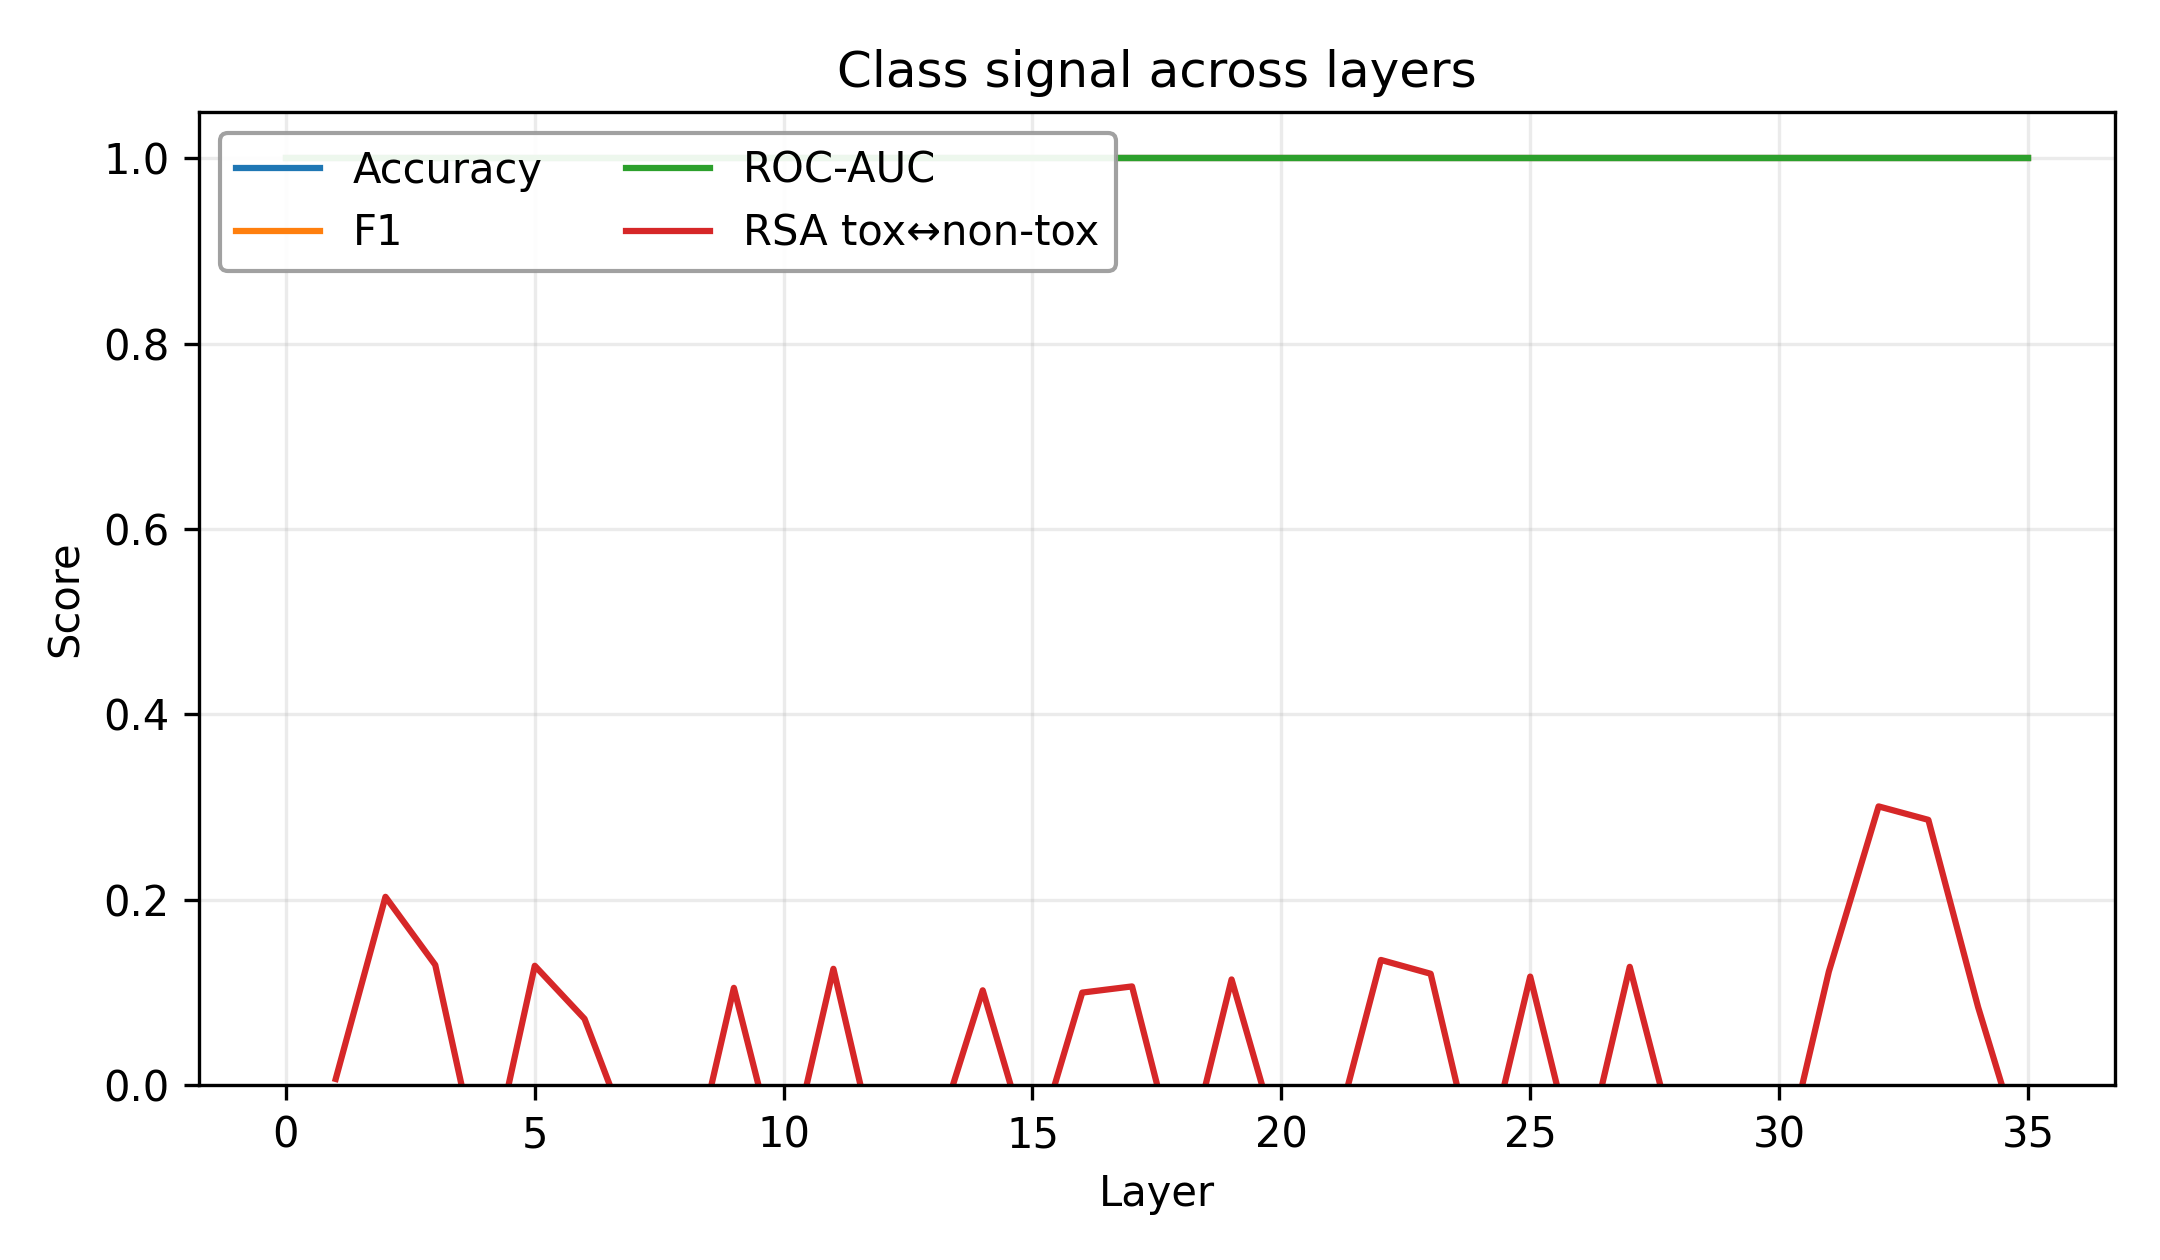 Class signal across layers
Accuracy
F1
ROC-AUC
RSA tox↔non-tox
1.0
0.8
0.6
0.4
0.2
0.0
Score
0 5 10 15 20 25 30 35
Layer